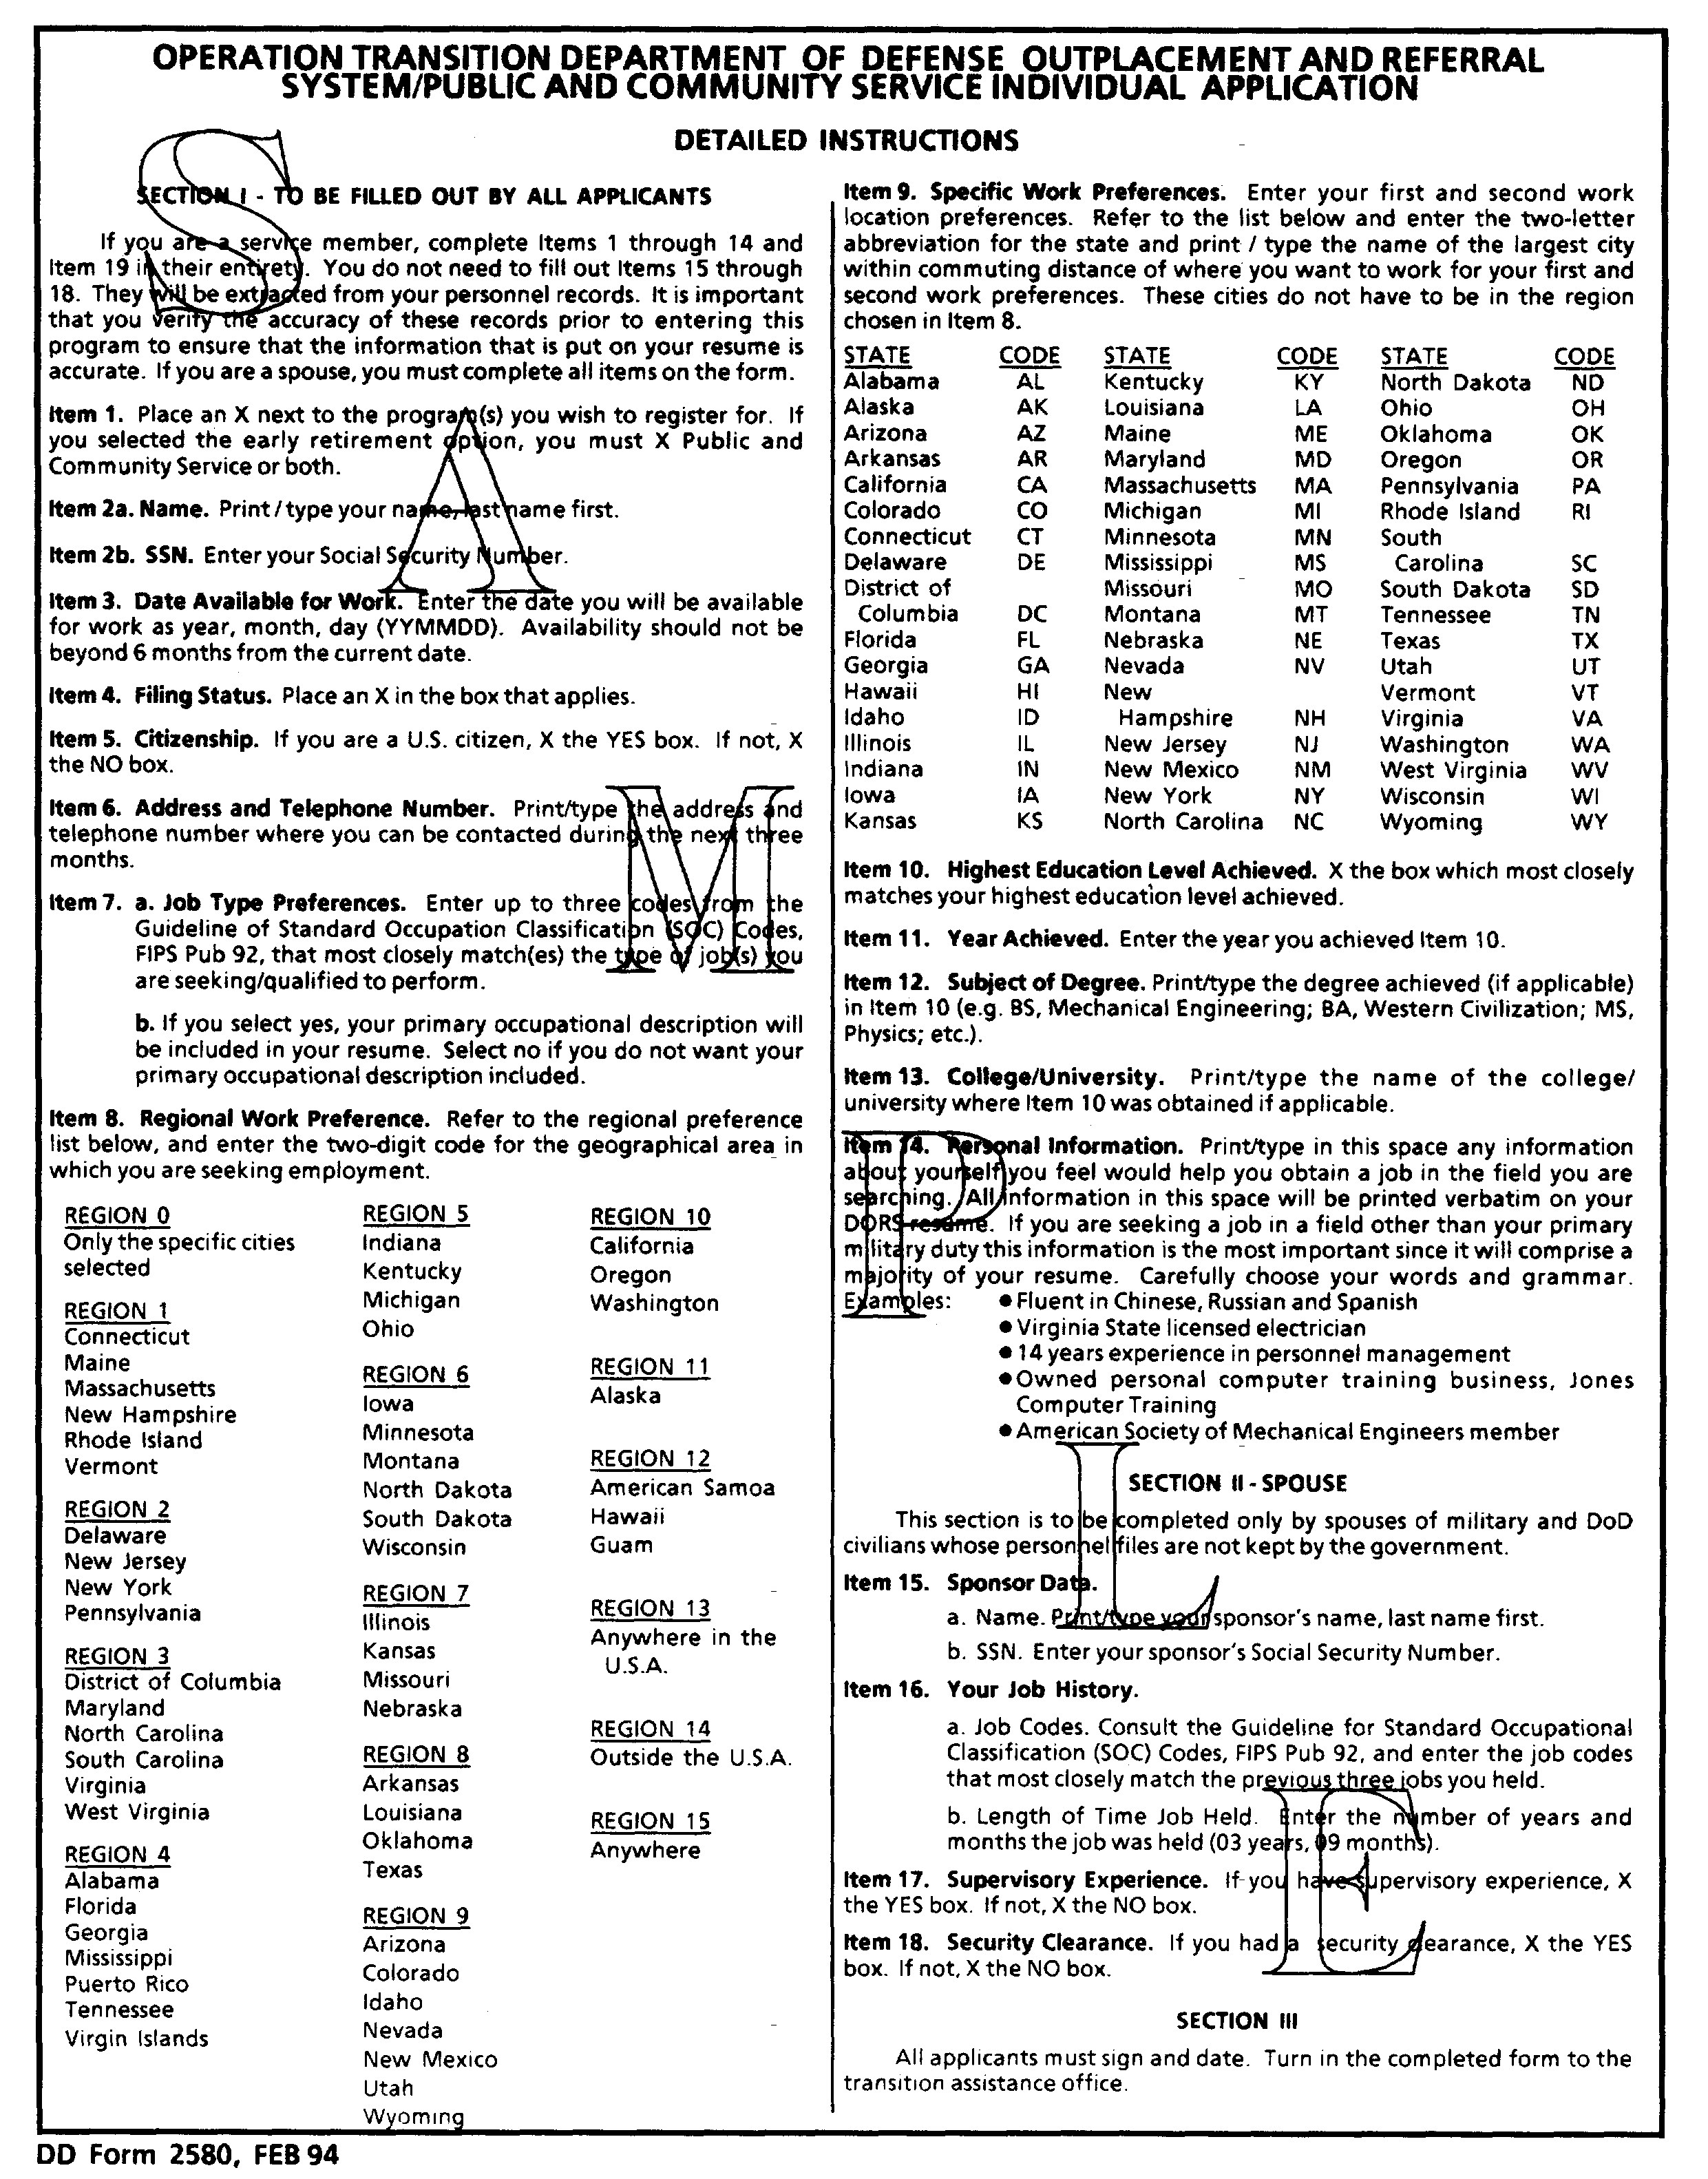 OPERATION TRANSITION DEPARTMENT OF DEFENSE OUTPLACEMENT AND REFERRAL
SYSTEM/PUBLIC AND COMMUNITY SERVICE INDIVIDUAL APPLICATION
DETAILED INSTRUCTIONS
SECTION I - TO BE FILLED OUT BY ALL APPLICANTS
If you are a service member, complete Items 1 through 14 and
Item 19 in their entirety. You do not need to fill out Items 15 through
18. They will be extracted from your personnel records. It is important
that you verify the accuracy of these records prior to entering this
program to ensure that the information that is put on your resume is
accurate. If you are a spouse, you must complete all items on the form.
Item 1. Place an X next to the program(s) you wish to register for. If
you selected the early retirement option, you must X Public and
Community Service or both.
Item 2a. Name. Print / type your name, last name first.
Item 2b. SSN. Enter your Social Security Number.
Item 3. Date Available for Work. Enter the date you will be available
for work as year, month, day (YYMMDD). Availability should not be
beyond 6 months from the current date.
Item 4. Filing Status. Place an X in the box that applies.
Item 5. Citizenship. If you are a U.S. citizen, X the YES box. If not, X
the NO box.
Item 6. Address and Telephone Number. Print/type the address and
telephone number where you can be contacted during the next three
months.
Item 7. a. Job Type Preferences. Enter up to three codes from the
Guideline of Standard Occupation Classification (SOC) Codes,
FIPS Pub 92, that most closely match(es) the type of job(s) you
are seeking/qualified to perform.
b. If you select yes, your primary occupational description will
be included in your resume. Select no if you do not want your
primary occupational description included.
Item 8. Regional Work Preference. Refer to the regional preference
list below, and enter the two-digit code for the geographical area in
which you are seeking employment.
REGION 0
Only the specific cities
selected
REGION 1
Connecticut
Maine
Massachusetts
New Hampshire
Rhode Island
Vermont
REGION 2
Delaware
New Jersey
New York
Pennsylvania
REGION 3
District of Columbia
Maryland
North Carolina
South Carolina
Virginia
West Virginia
REGION 4
Alabama
Florida
Georgia
Mississippi
Puerto Rico
Tennessee
Virgin Islands
REGION 5
Indiana
Kentucky
Michigan
Ohio
REGION 6
Iowa
Minnesota
Montana
North Dakota
South Dakota
Wisconsin
REGION 7
Illinois
Kansas
Missouri
Nebraska
REGION 8
Arkansas
Louisiana
Oklahoma
Texas
REGION 9
Arizona
Colorado
Idaho
Nevada
New Mexico
Utah
Wyoming
REGION 10
California
Oregon
Washington
REGION 11
Alaska
REGION 12
American Samoa
Hawaii
Guam
REGION 13
Anywhere in the
U.S.A.
REGION 14
Outside the U.S.A.
REGION 15
Anywhere
Item 9. Specific Work Preferences. Enter your first and second work
location preferences. Refer to the list below and enter the two-letter
abbreviation for the state and print / type the name of the largest city
within commuting distance of where you want to work for your first and
second work preferences. These cities do not have to be in the region
chosen in Item 8.
STATE CODE STATE CODE STATE CODE
Alabama AL Kentucky KY North Dakota ND
Alaska AK Louisiana LA Ohio OH
Arizona AZ Maine ME Oklahoma OK
Arkansas AR Maryland MD Oregon OR
California CA Massachusetts MA Pennsylvania PA
Colorado CO Michigan MI Rhode Island RI
Connecticut CT Minnesota MN South
Delaware DE Mississippi MS Carolina SC
District of Missouri MO South Dakota SD
Columbia DC Montana MT Tennessee TN
Florida FL Nebraska NE Texas TX
Georgia GA Nevada NV Utah UT
Hawaii HI New Vermont VT
Idaho ID Hampshire NH Virginia VA
Illinois IL New Jersey NJ Washington WA
Indiana IN New Mexico NM West Virginia WV
Iowa IA New York NY Wisconsin WI
Kansas KS North Carolina NC Wyoming WY
Item 10. Highest Education Level Achieved. X the box which most closely
matches your highest education level achieved.
Item 11. Year Achieved. Enter the year you achieved Item 10.
Item 12. Subject of Degree. Print/type the degree achieved (if applicable)
in Item 10 (e.g. BS, Mechanical Engineering; BA, Western Civilization; MS,
Physics; etc.).
Item 13. College/University. Print/type the name of the college/
university where Item 10 was obtained if applicable.
Item 14. Personal Information. Print/type in this space any information
about yourself you feel would help you obtain a job in the field you are
searching. All information in this space will be printed verbatim on your
DORS resume. If you are seeking a job in a field other than your primary
military duty this information is the most important since it will comprise a
majority of your resume. Carefully choose your words and grammar.
Examples: ● Fluent in Chinese, Russian and Spanish
● Virginia State licensed electrician
● 14 years experience in personnel management
● Owned personal computer training business, Jones
Computer Training
● American Society of Mechanical Engineers member
SECTION II - SPOUSE
This section is to be completed only by spouses of military and DoD
civilians whose personnel files are not kept by the government.
Item 15. Sponsor Data.
a. Name. Print/type your sponsor's name, last name first.
b. SSN. Enter your sponsor's Social Security Number.
Item 16. Your Job History.
a. Job Codes. Consult the Guideline for Standard Occupational
Classification (SOC) Codes, FIPS Pub 92, and enter the job codes
that most closely match the previous three jobs you held.
b. Length of Time Job Held. Enter the number of years and
months the job was held (03 years, 09 months).
Item 17. Supervisory Experience. If you have supervisory experience, X
the YES box. If not, X the NO box.
Item 18. Security Clearance. If you had a security clearance, X the YES
box. If not, X the NO box.
SECTION III
All applicants must sign and date. Turn in the completed form to the
transition assistance office.
SAMPLE
DD Form 2580, FEB 94